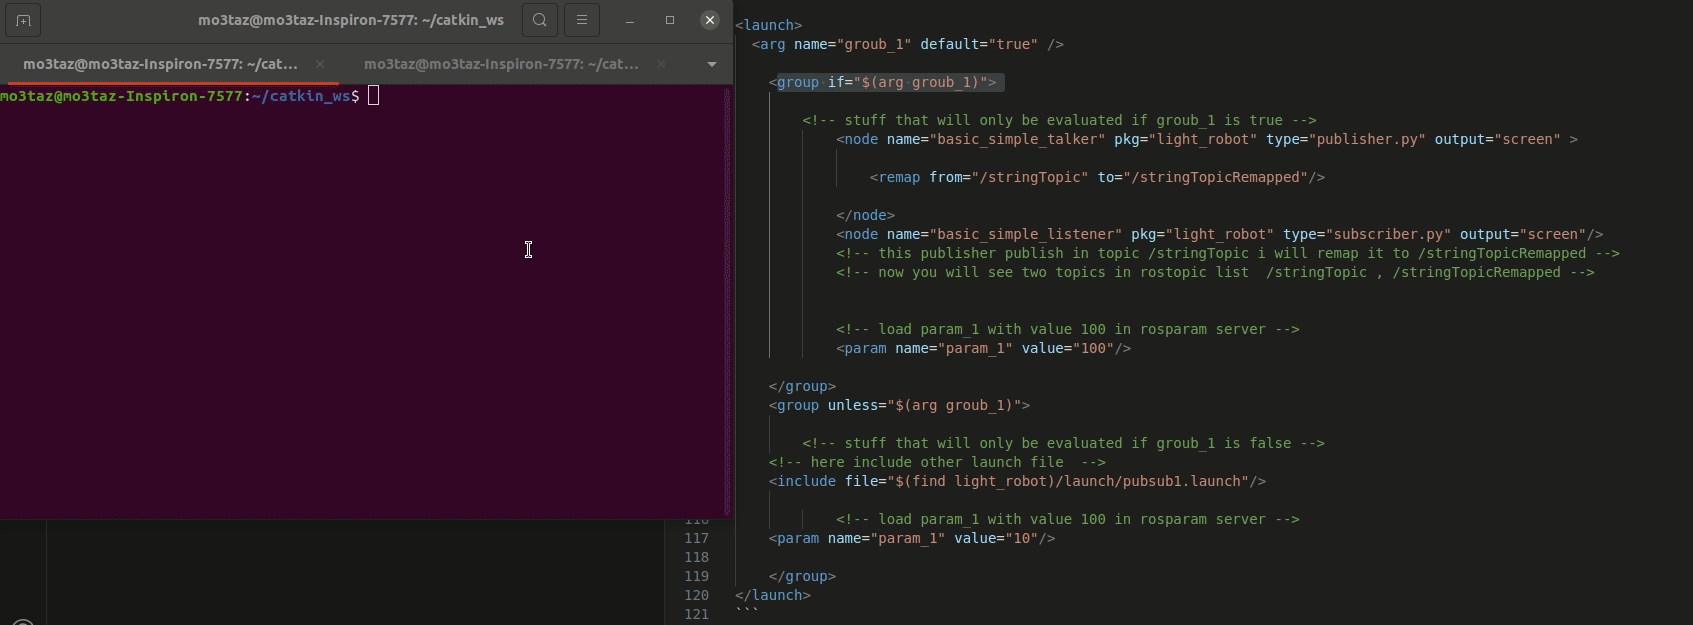 mo3taz@mo3taz-Inspiron-7577: ~/catkin_ws
mo3taz@mo3taz-Inspiron-7577: ~/cat...
mo3taz@mo3taz-Inspiron-7577: ~/cat...
mo3taz@mo3taz-Inspiron-7577:~/catkin_ws$
<launch>
<arg name="groub_1" default="true" />
<group if="$(arg groub_1)">
<!-- stuff that will only be evaluated if groub_1 is true -->
<node name="basic_simple_talker" pkg="light_robot" type="publisher.py" output="screen" >
<remap from="/stringTopic" to="/stringTopicRemapped"/>
</node>
<node name="basic_simple_listener" pkg="light_robot" type="subscriber.py" output="screen"/>
<!-- this publisher publish in topic /stringTopic i will remap it to /stringTopicRemapped -->
<!-- now you will see two topics in rostopic list  /stringTopic , /stringTopicRemapped -->
<!-- load param_1 with value 100 in rosparam server -->
<param name="param_1" value="100"/>
</group>
<group unless="$(arg groub_1)">
<!-- stuff that will only be evaluated if groub_1 is false -->
<!-- here include other launch file  -->
<include file="$(find light_robot)/launch/pubsub1.launch"/>
116 <!-- load param_1 with value 100 in rosparam server -->
117 <param name="param_1" value="10"/>
118
119 </group>
120 </launch>
121 ```